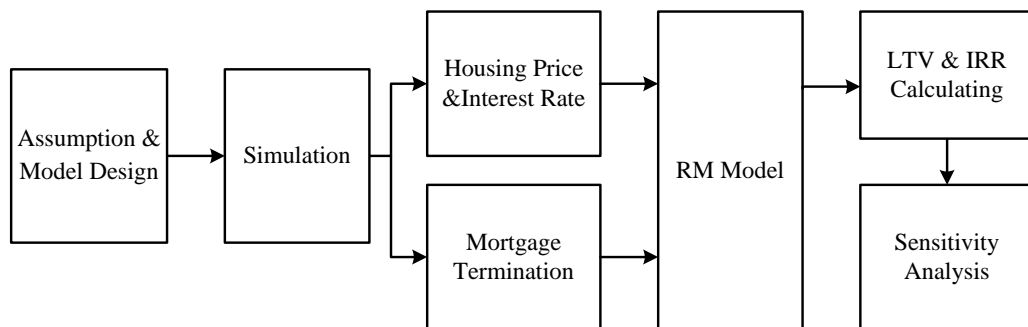 Assumption &
Model Design
Simulation
Housing Price
&Interest Rate
Mortgage
Termination
RM Model
LTV & IRR
Calculating
Sensitivity
Analysis